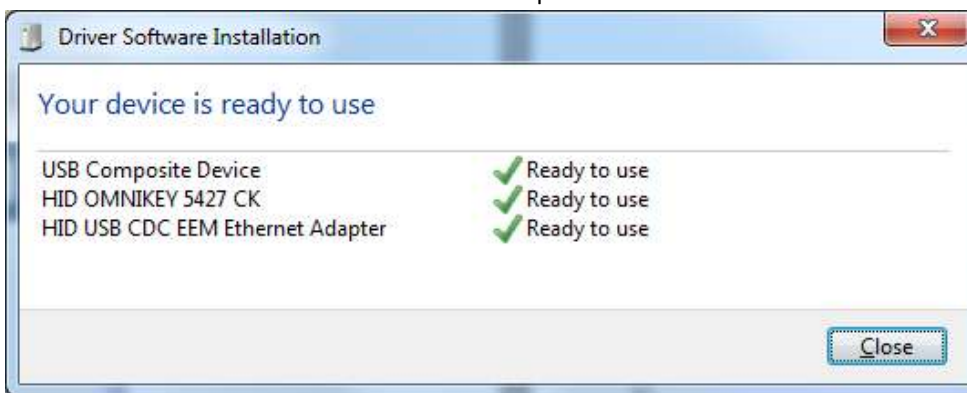 Driver Software Installation
Your device is ready to use
USB Composite Device Ready to use
HID OMNIKEY 5427 CK Ready to use
HID USB CDC EEM Ethernet Adapter Ready to use
Close